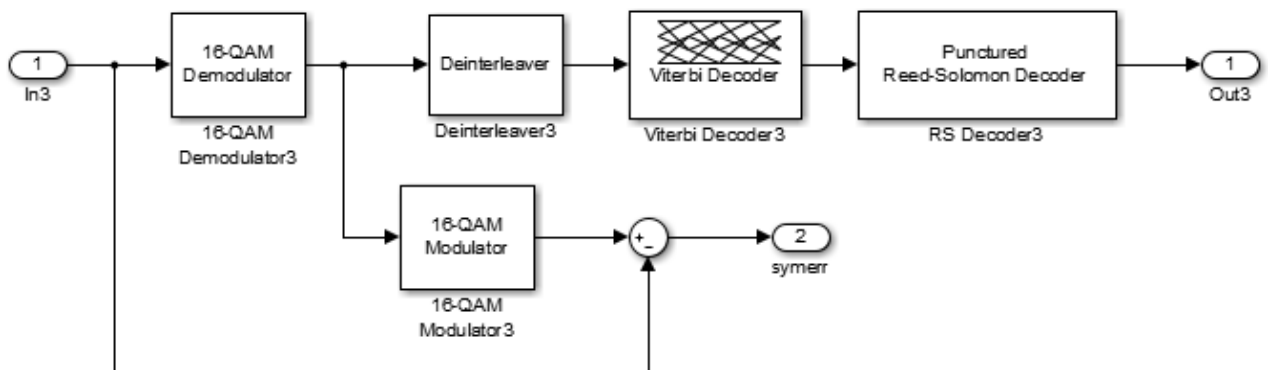 1
In3
16-QAM
Demodulator
16-QAM
Demodulator3
Deinterleaver
Deinterleaver3
Viterbi Decoder
Viterbi Decoder3
Punctured
Reed-Solomon Decoder
RS Decoder3
1
Out3
16-QAM
Modulator
16-QAM
Modulator3
+
-
2
symerr